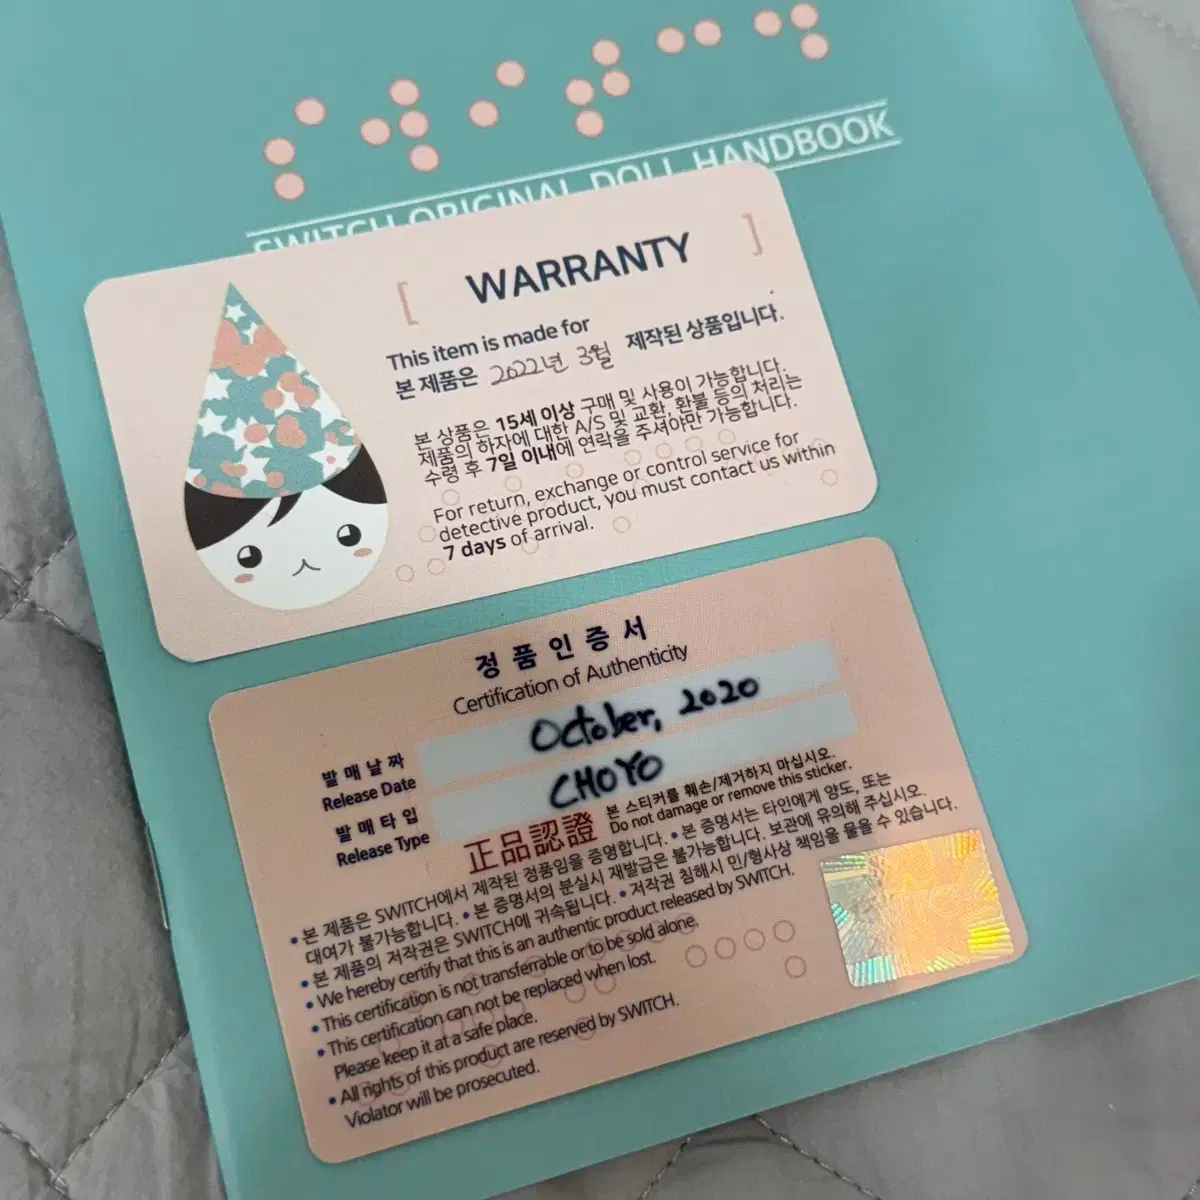 SWITCH ORIGINAL DOLL HANDBOOK
[ WARRANTY ]
This item is made for
본 제품은 2022년 3월 제작된 상품입니다.
본 상품은 15세 이상 구매 및 사용이 가능합니다.
제품의 하자에 대한 A/S 및 교환, 환불 등의 처리는
수령 후 7일 이내에 연락을 주셔야만 가능합니다.
For return, exchange or control service for
detective product, you must contact us within
7 days of arrival.
정품인증서
Certification of Authenticity
발매날짜
Release Date
October, 2020
발매타입
Release Type
CHOYO
正品認證
본 스티커를 훼손/제거하지 마십시오.
Do not damage or remove this sticker.
• 본 제품은 SWITCH에서 제작된 정품임을 증명합니다. • 본 증명서는 타인에게 양도, 또는
대여가 불가능합니다. • 본 증명서의 분실시 재발급은 불가능합니다. 보관에 유의해 주십시오.
• 본 제품의 저작권은 SWITCH에 귀속됩니다. • 저작권 침해시 민/형사상 책임을 물을 수 있습니다.
• We hereby certify that this is an authentic product released by SWITCH.
• This certification is not transferrable or to be sold alone.
• This certification can not be replaced when lost.
Please keep it at a safe place.
• All rights of this product are reserved by SWITCH.
Violator will be prosecuted.